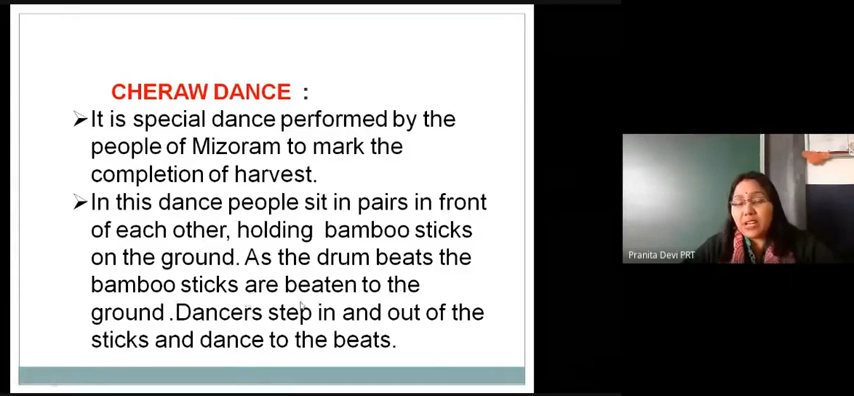 CHERAW DANCE :
➢It is special dance performed by the
people of Mizoram to mark the
completion of harvest.
➢In this dance people sit in pairs in front
of each other, holding bamboo sticks
on the ground. As the drum beats the
bamboo sticks are beaten to the
ground .Dancers step in and out of the
sticks and dance to the beats.
Pranita Devi PRT